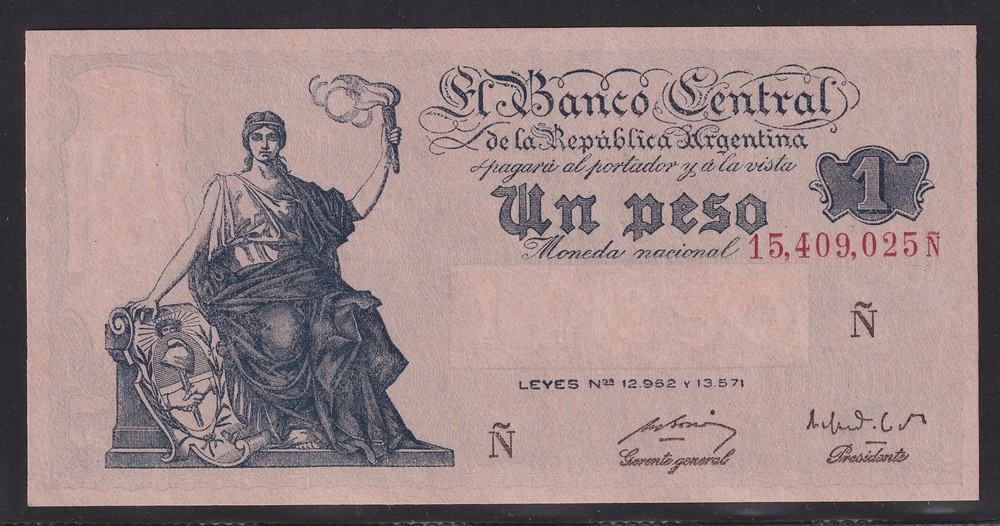 El Banco Central
de la República Argentina
pagará al portador y á la vista
1
Un peso
Moneda nacional 15,409,025 Ñ
Ñ
LEYES Nos 12.962 Y 13.571
Ñ
Gerente general
Presidente